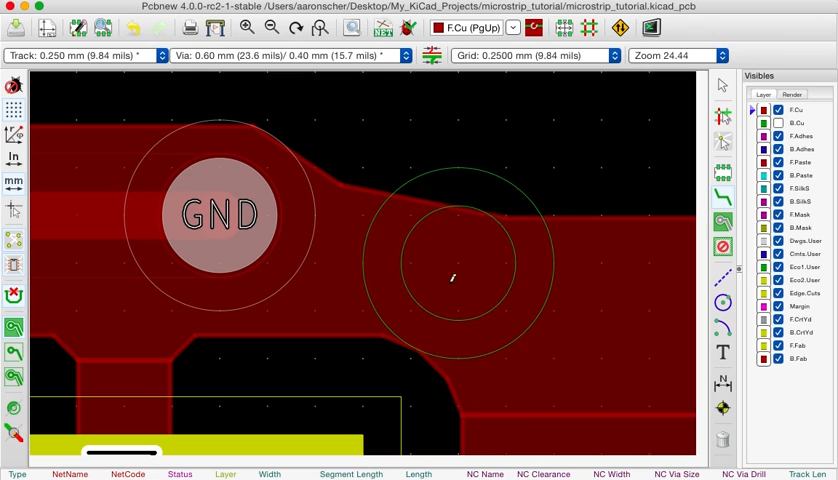 Pcbnew 4.0.0-rc2-1-stable /Users/aaronscher/Desktop/My_KiCad_Projects/microstrip_tutorial/microstrip_tutorial.kicad_pcb
NET
F.Cu (PgUp)
Track: 0.250 mm (9.84 mils) *
Via: 0.60 mm (23.6 mils)/ 0.40 mm (15.7 mils) *
Grid: 0.2500 mm (9.84 mils)
Zoom 24.44
In
mm
GND
T
N
Visibles
Layer
Render
F.Cu
B.Cu
F.Adhes
B.Adhes
F.Paste
B.Paste
F.SilkS
B.SilkS
F.Mask
B.Mask
Dwgs.User
Cmts.User
Eco1.User
Eco2.User
Edge.Cuts
Margin
F.CrtYd
B.CrtYd
F.Fab
B.Fab
Type NetName NetCode Status Layer Width Segment Length Length NC Name NC Clearance NC Width NC Via Size NC Via Drill Track Len